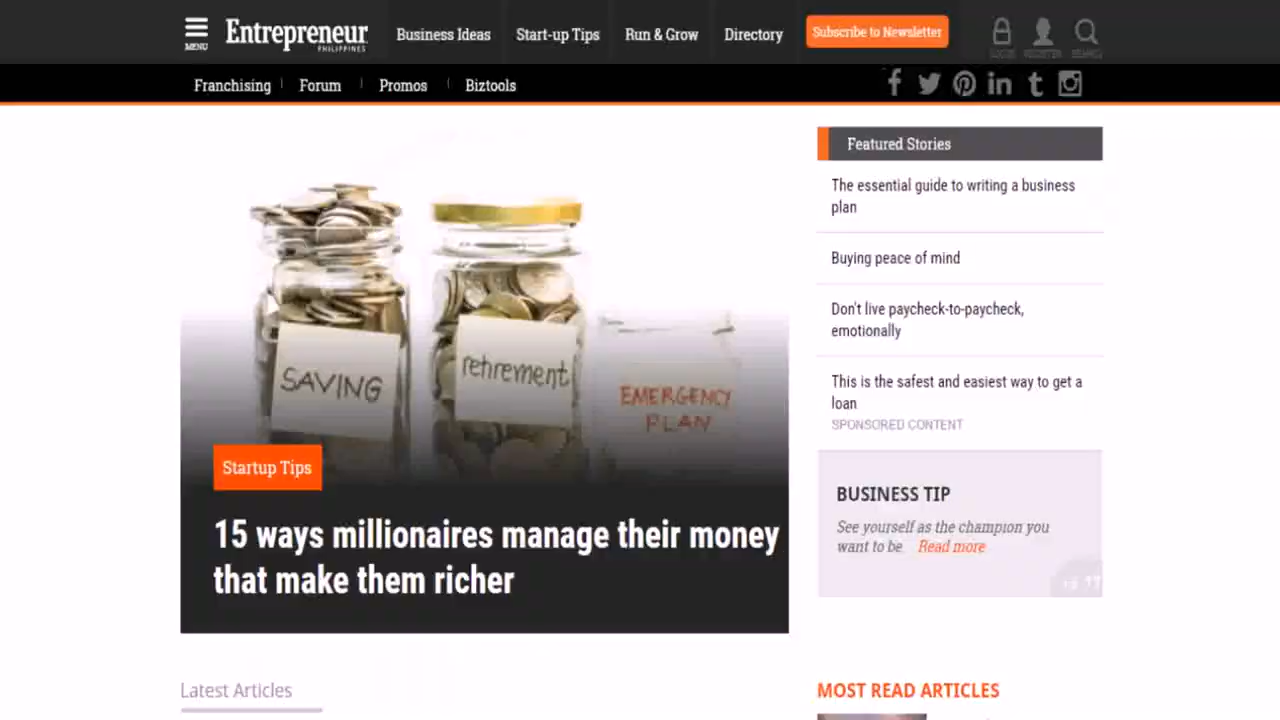 MENU
Entrepreneur
PHILIPPINES
Business Ideas
Start-up Tips
Run & Grow
Directory
Subscribe to Newsletter
LOGIN
REGISTER
SEARCH
Franchising
Forum
Promos
Biztools
SAVING
retirement
EMERGENCY
PLAN
Startup Tips
15 ways millionaires manage their money
that make them richer
Latest Articles
Featured Stories
The essential guide to writing a business
plan
Buying peace of mind
Don't live paycheck-to-paycheck,
emotionally
This is the safest and easiest way to get a
loan
SPONSORED CONTENT
BUSINESS TIP
See yourself as the champion you
want to be Read more
MOST READ ARTICLES